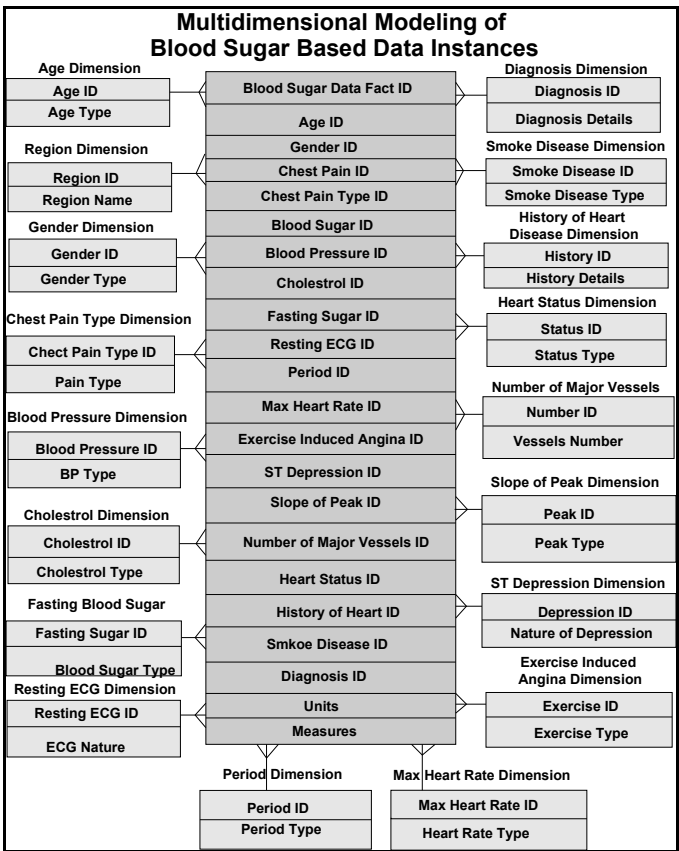 Multidimensional Modeling of
Blood Sugar Based Data Instances
Age Dimension
Age ID
Age Type
Region Dimension
Region ID
Region Name
Gender Dimension
Gender ID
Gender Type
Chest Pain Type Dimension
Chect Pain Type ID
Pain Type
Blood Pressure Dimension
Blood Pressure ID
BP Type
Cholestrol Dimension
Cholestrol ID
Cholestrol Type
Fasting Blood Sugar
Fasting Sugar ID
Blood Sugar Type
Resting ECG Dimension
Resting ECG ID
ECG Nature
Blood Sugar Data Fact ID
Age ID
Gender ID
Chest Pain ID
Chest Pain Type ID
Blood Sugar ID
Blood Pressure ID
Cholestrol ID
Fasting Sugar ID
Resting ECG ID
Period ID
Max Heart Rate ID
Exercise Induced Angina ID
ST Depression ID
Slope of Peak ID
Number of Major Vessels ID
Heart Status ID
History of Heart ID
Smkoe Disease ID
Diagnosis ID
Units
Measures
Diagnosis Dimension
Diagnosis ID
Diagnosis Details
Smoke Disease Dimension
Smoke Disease ID
Smoke Disease Type
History of Heart
Disease Dimension
History ID
History Details
Heart Status Dimension
Status ID
Status Type
Number of Major Vessels
Number ID
Vessels Number
Slope of Peak Dimension
Peak ID
Peak Type
ST Depression Dimension
Depression ID
Nature of Depression
Exercise Induced
Angina Dimension
Exercise ID
Exercise Type
Period Dimension
Period ID
Period Type
Max Heart Rate Dimension
Max Heart Rate ID
Heart Rate Type